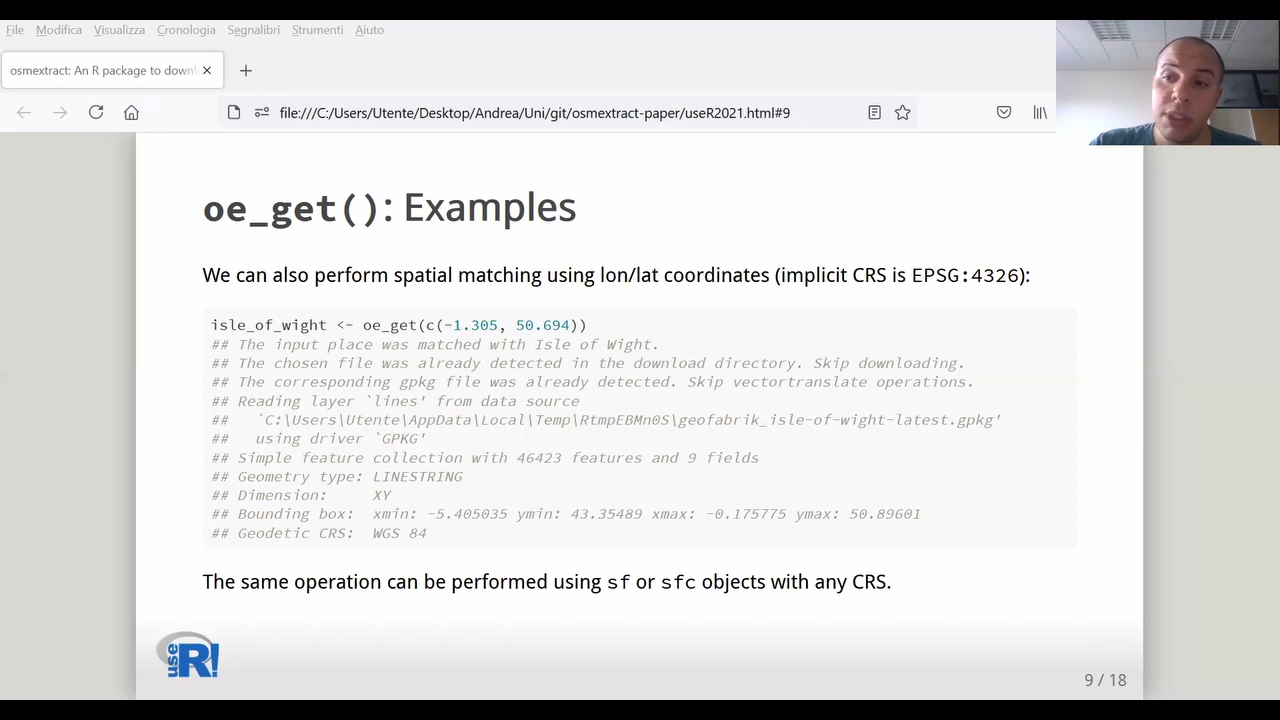 File Modifica Visualizza Cronologia Segnalibri Strumenti Aiuto
osmextract: An R package to downl
file:///C:/Users/Utente/Desktop/Andrea/Uni/git/osmextract-paper/useR2021.html#9
oe_get(): Examples
We can also perform spatial matching using lon/lat coordinates (implicit CRS is EPSG:4326):
isle_of_wight <- oe_get(c(-1.305, 50.694))
## The input place was matched with Isle of Wight.
## The chosen file was already detected in the download directory. Skip downloading.
## The corresponding gpkg file was already detected. Skip vectortranslate operations.
## Reading layer `lines' from data source
##   `C:\Users\Utente\AppData\Local\Temp\RtmpEBMn0S\geofabrik_isle-of-wight-latest.gpkg'
##   using driver `GPKG'
## Simple feature collection with 46423 features and 9 fields
## Geometry type: LINESTRING
## Dimension:     XY
## Bounding box:  xmin: -5.405035 ymin: 43.35489 xmax: -0.175775 ymax: 50.89601
## Geodetic CRS:  WGS 84
The same operation can be performed using sf or sfc objects with any CRS.
use R!
9 / 18